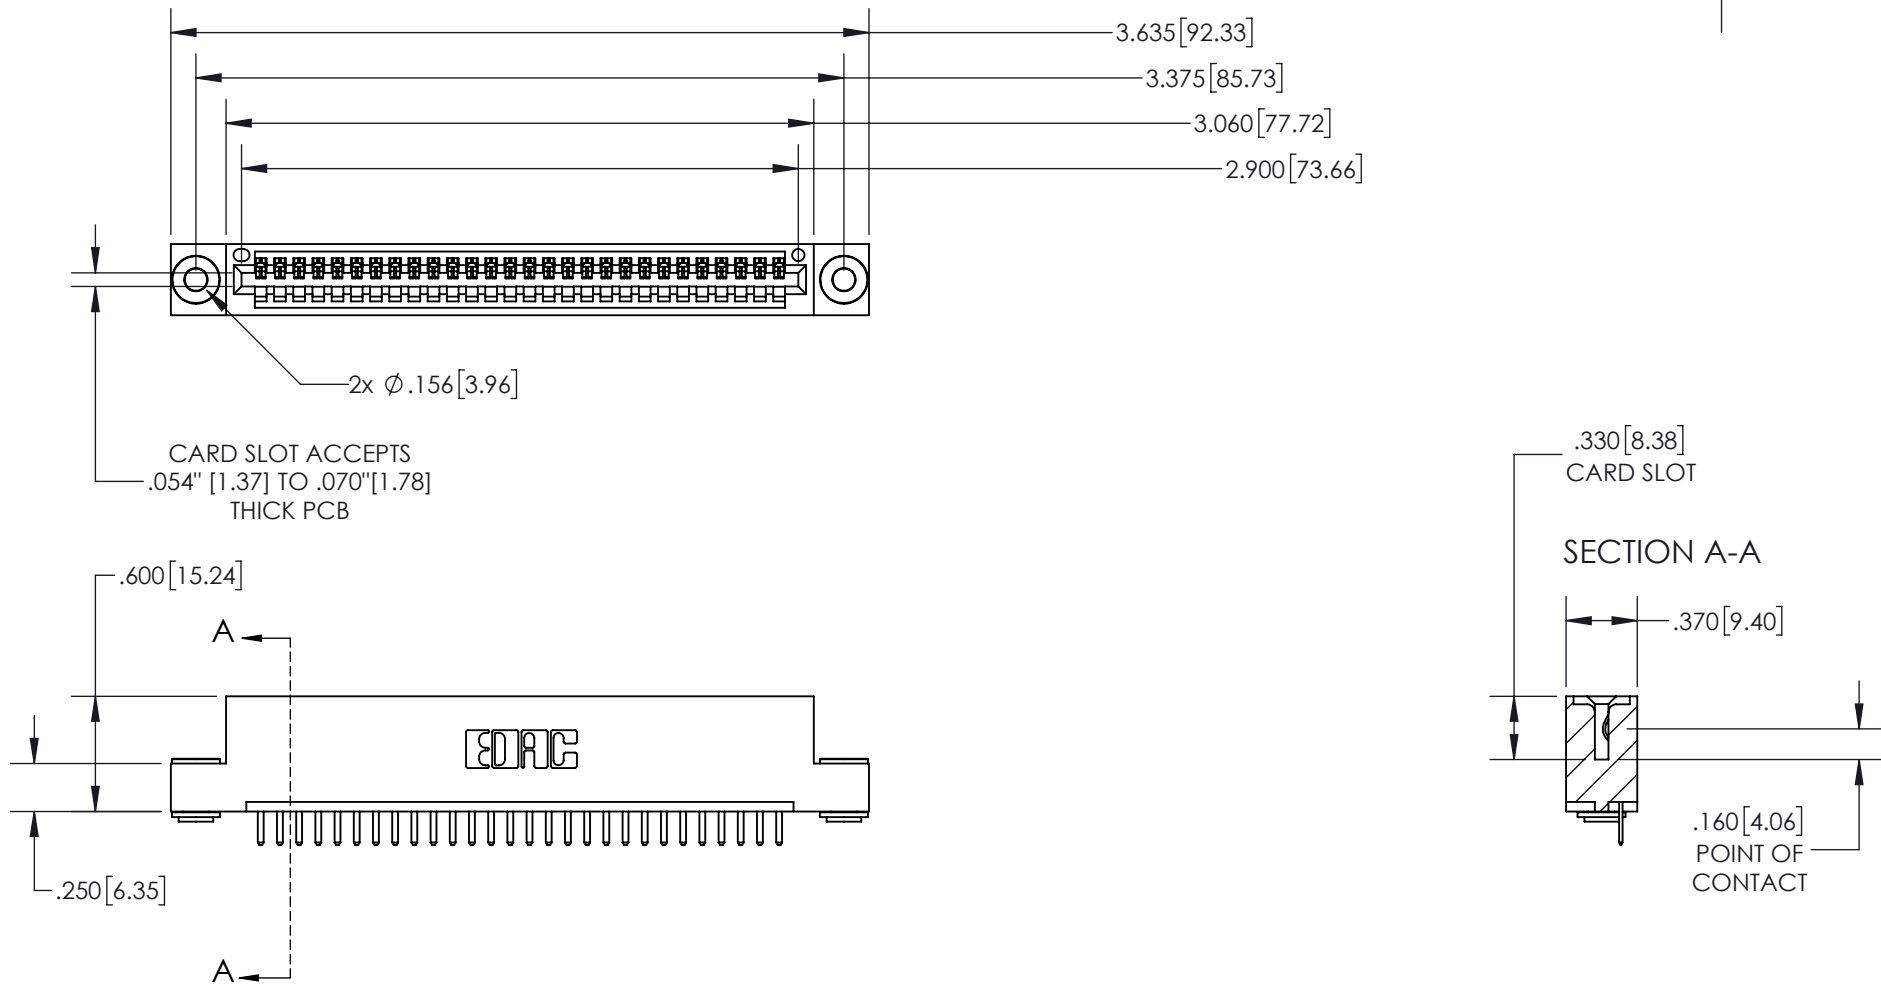 3.635[92.33]
3.375[85.73]
3.060[77.72]
2.900[73.66]
2x Ø.156[3.96]
CARD SLOT ACCEPTS
.054" [1.37] TO .070"[1.78]
THICK PCB
.330[8.38]
CARD SLOT
SECTION A-A
.600[15.24]
.370[9.40]
A
EDAC
.160[4.06]
POINT OF
CONTACT
.250[6.35]
A